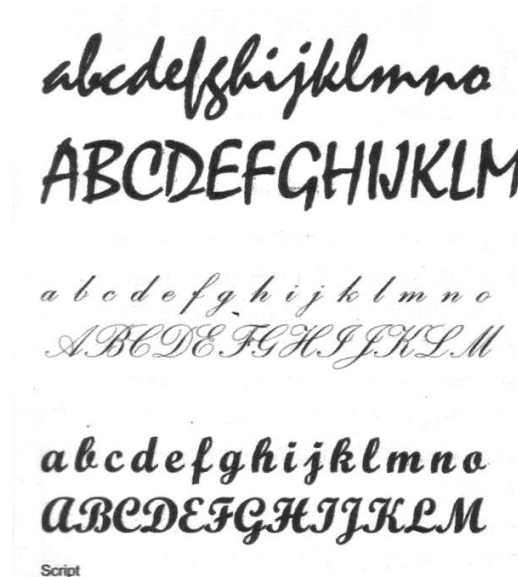 abcdefghijklmno
ABCDEFGHIJKLM
a b c d e f g h i j k l m n o
ABCDEFGHIJKLM
abcdefghijklmno
ABCDEFGHIJKLM
Script